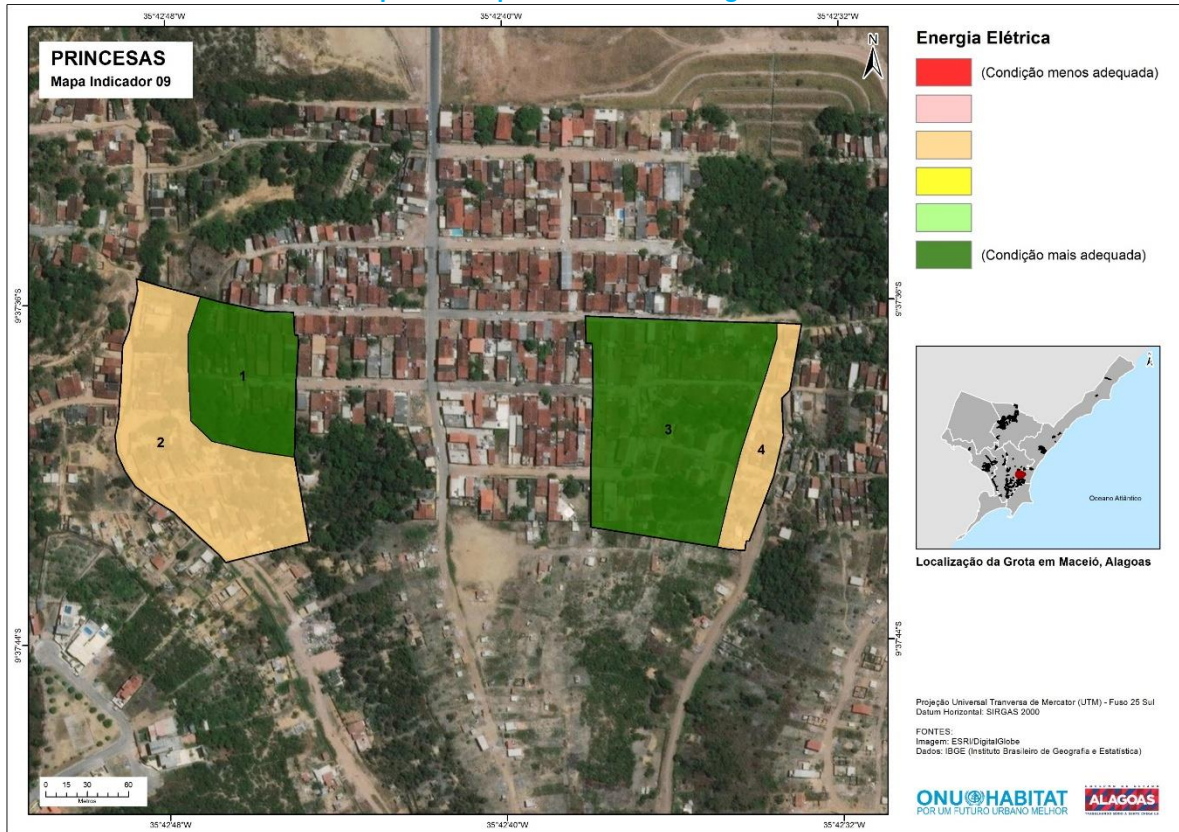 35°42'48"W 35°42'40"W 35°42'32"W
PRINCESAS
Mapa Indicador 09
N
Energia Elétrica
(Condição menos adequada)
(Condição mais adequada)
9°37'36"S 9°37'36"S
1
2
3
4
Oceano Atlântico
Localização da Grota em Maceió, Alagoas
9°37'44"S 9°37'44"S
Projeção Universal Tranversa de Mercator (UTM) - Fuso 25 Sul
Datum Horizontal: SIRGAS 2000
FONTES:
Imagem: ESRI/DigitalGlobe
Dados: IBGE (Instituto Brasileiro de Geografia e Estatística)
0 15 30 60
Metros
ONU HABITAT
POR UM FUTURO URBANO MELHOR
ALAGOAS
35°42'48"W 35°42'40"W 35°42'32"W